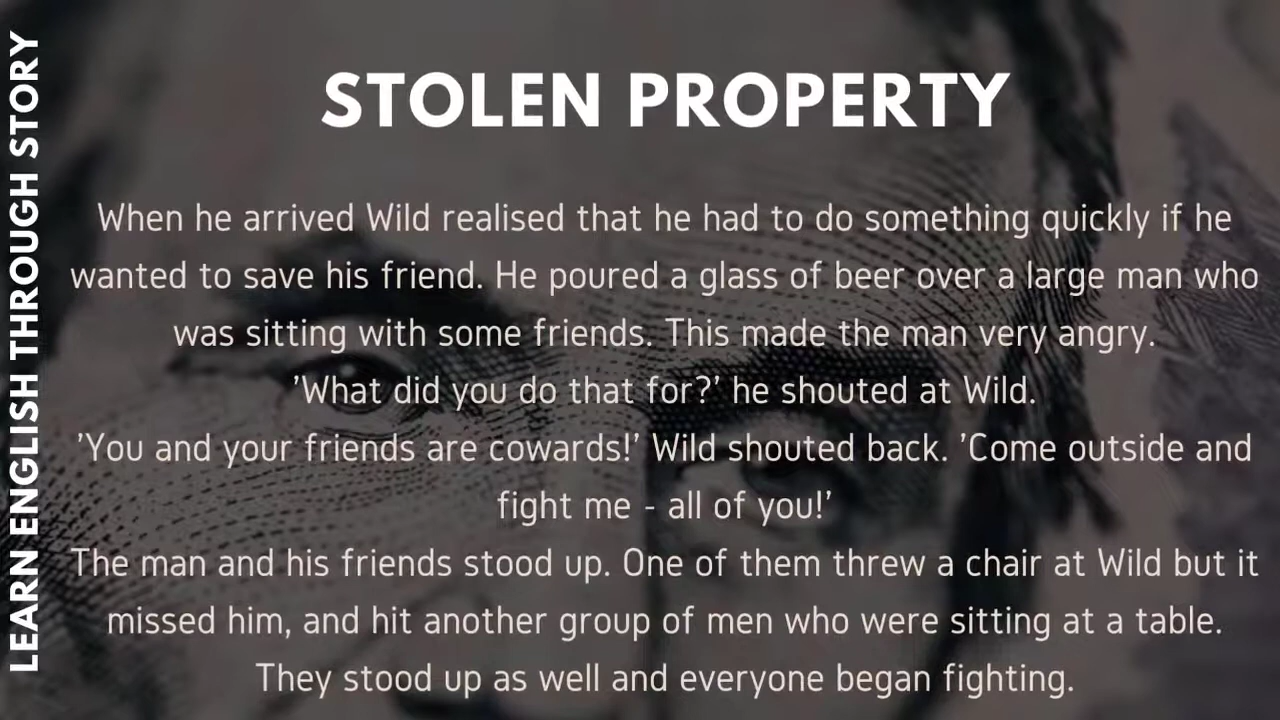 LEARN ENGLISH THROUGH STORY
STOLEN PROPERTY
When he arrived Wild realised that he had to do something quickly if he
wanted to save his friend. He poured a glass of beer over a large man who
was sitting with some friends. This made the man very angry.
’What did you do that for?’ he shouted at Wild.
’You and your friends are cowards!’ Wild shouted back. ’Come outside and
fight me - all of you!’
The man and his friends stood up. One of them threw a chair at Wild but it
missed him, and hit another group of men who were sitting at a table.
They stood up as well and everyone began fighting.